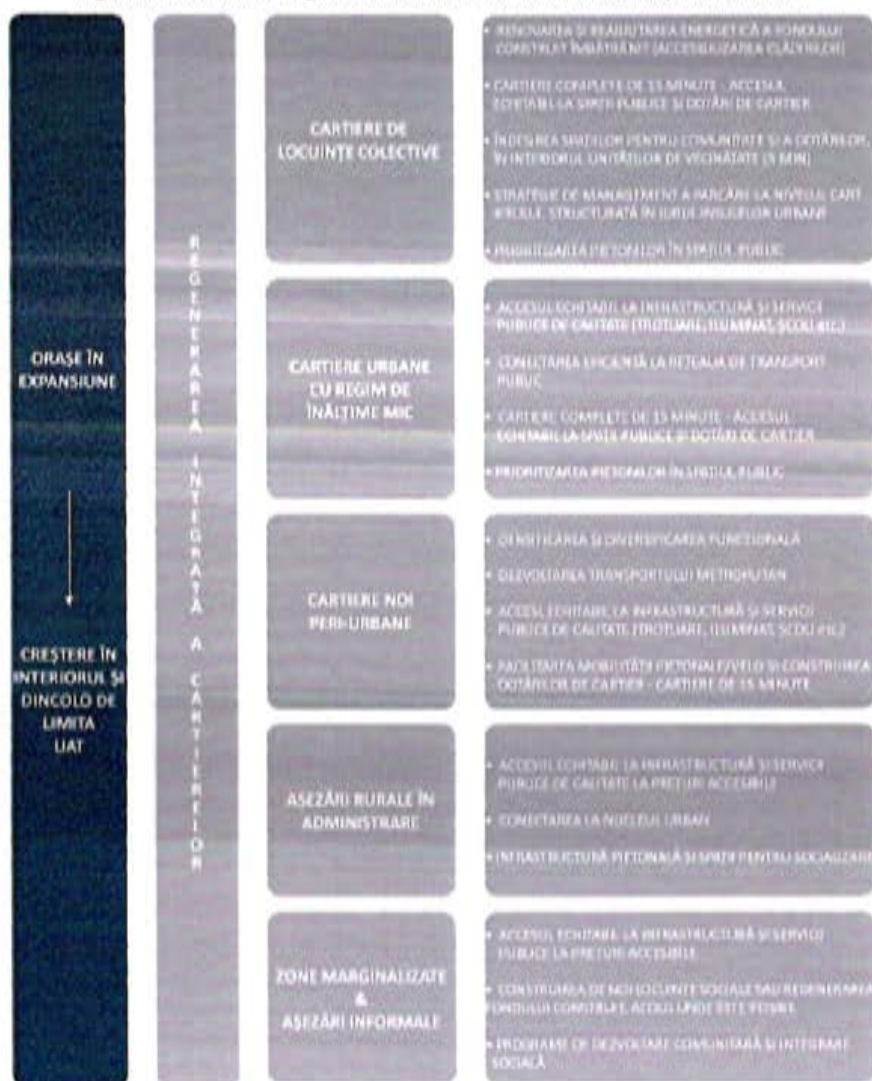 ORAȘE ÎN
EXPANSIUNE
CREȘTERE ÎN
INTERIORUL ȘI
DINCOLO DE
LIMITA
UAT
REGENERAREA INTEGRATĂ A CARTIERELOR
CARTIERE DE
LOCUINȚE COLECTIVE
• RENOVAREA ȘI READJUTAREA ENERGETICĂ A FONDULUI
CONSTRUIT ÎMBĂTRÂNIT (ACCESIBILIZAREA CLĂDIRILOR)
• CARTIERE COMPLETE DE 15 MINUTE - ACCESUL
ECHITABIL LA SPAȚII PUBLICE ȘI DOTĂRI DE CARTIER
• ÎNDESIREA SPAȚIILOR PENTRU COMUNITATE ȘI A DOTĂRILOR,
ÎN INTERIORUL UNITĂȚILOR DE VECINĂTATE (5 MIN)
• STRATEGIE DE MANAGEMENT A PARCĂRII LA NIVELUL
STRUCTURATĂ ÎN JURUL INSULELOR URBANE
• PRIORITIZAREA PIETONILOR ÎN SPAȚIUL PUBLIC
CARTIERE URBANE
CU REGIM DE
ÎNĂLȚIME MIC
• ACCESUL ECHITABIL LA INFRASTRUCTURĂ ȘI SERVICII
PUBLICE DE CALITATE (TROTUARE, ILUMINAT, ȘCOLI etc.)
• CONECTAREA EFICIENTĂ LA REȚEAUA DE TRANSPORT
PUBLIC
• CARTIERE COMPLETE DE 15 MINUTE - ACCESUL
ECHITABIL LA SPAȚII PUBLICE ȘI DOTĂRI DE CARTIER
• PRIORITIZAREA PIETONILOR ÎN SPAȚIUL PUBLIC
CARTIERE NOI
PERI-URBANE
• DENSIFICAREA ȘI DIVERSIFICAREA FUNCȚIONALĂ
• DEZVOLTAREA TRANSPORTULUI METROPOLITAN
• ACCESUL ECHITABIL LA INFRASTRUCTURĂ ȘI SERVICII
PUBLICE DE CALITATE (TROTUARE, ILUMINAT, ȘCOLI etc.)
• FACILITAREA MOBILITĂȚII PIETONALE/VELO ȘI CONSTRUIREA
DOTĂRILOR DE CARTIER - CARTIERE DE 15 MINUTE
AȘEZĂRI RURALE ÎN
ADMINISTRARE
• ACCESUL ECHITABIL LA INFRASTRUCTURĂ ȘI SERVICII
PUBLICE DE CALITATE LA PREȚURI ACCESIBILE
• CONECTAREA LA NUCLEUL URBAN
• INFRASTRUCTURĂ PIETONALĂ ȘI SPAȚII PENTRU SOCIALIZARE
ZONE MARGINALIZATE
&
AȘEZĂRI INFORMALE
• ACCESUL ECHITABIL LA INFRASTRUCTURĂ ȘI SERVICII
PUBLICE LA PREȚURI ACCESIBILE
• CONSTRUIREA DE NOI LOCUINȚE SOCIALE SAU REGENERAREA
FONDULUI CONSTRUIT, ACOLO UNDE ESTE
• PROGRAME DE DEZVOLTARE COMUNITARĂ ȘI INTEGRARE
SOCIALĂ